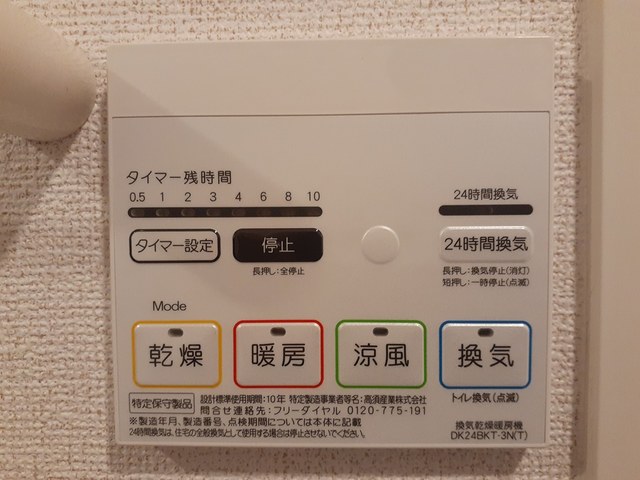 タイマー残時間
0.5 1 2 3 4 6 8 10
24時間換気
タイマー設定
停止
24時間換気
長押し:全停止
長押し:換気停止(消灯)
短押し:一時停止(点滅)
Mode
乾燥
暖房
涼風
換気
トイレ換気(点滅)
特定保守製品
設計標準使用期間:10年 特定製造事業者等名:高須産業株式会社
問合せ連絡先:フリーダイヤル 0120-775-191
※製造年月、製造番号、点検期間については本体に記載
24時間換気は、住宅の全般換気として使用する場合は停止させないでください。
換気乾燥暖房機
DK24BKT-3N(T)